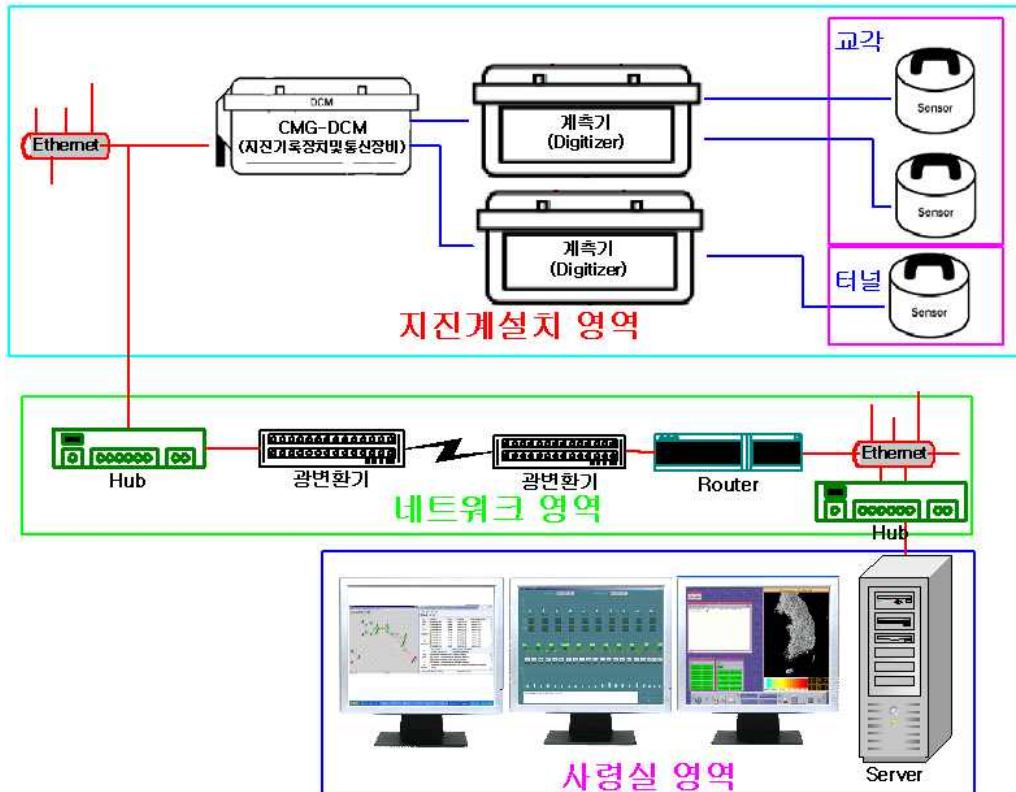 교각
Sensor
DCM
CMG-DCM
(지진기록장치및통신장비)
계측기
(Digitizer)
Ethernet
Sensor
계측기
(Digitizer)
터널
Sensor
지진계설치 영역
Hub
광변환기
광변환기
Router
Ethernet
Hub
네트워크 영역
사령실 영역
Server